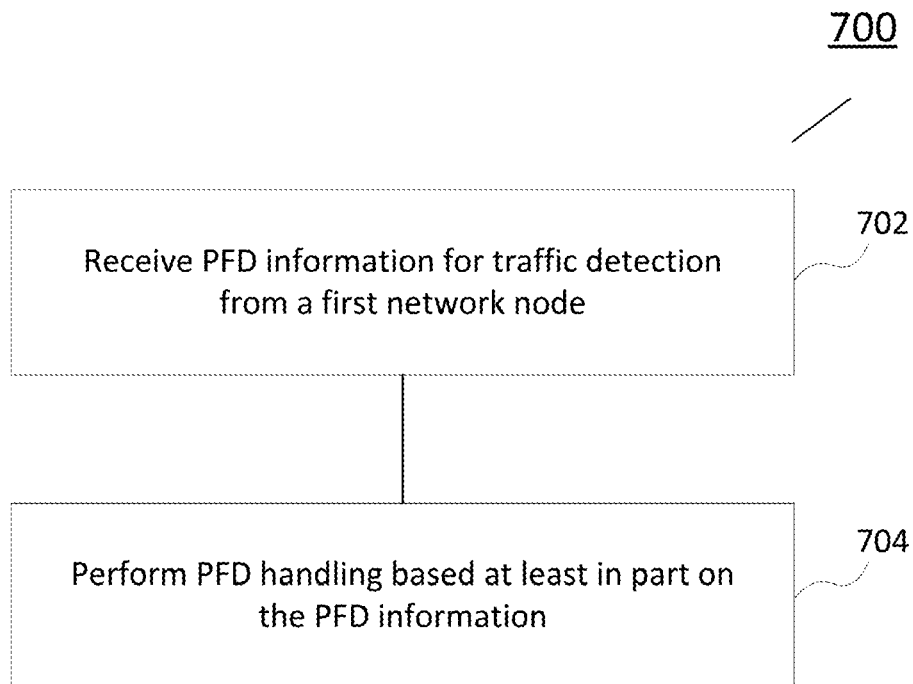 700
Receive PFD information for traffic detection
from a first network node
702
Perform PFD handling based at least in part on
the PFD information
704